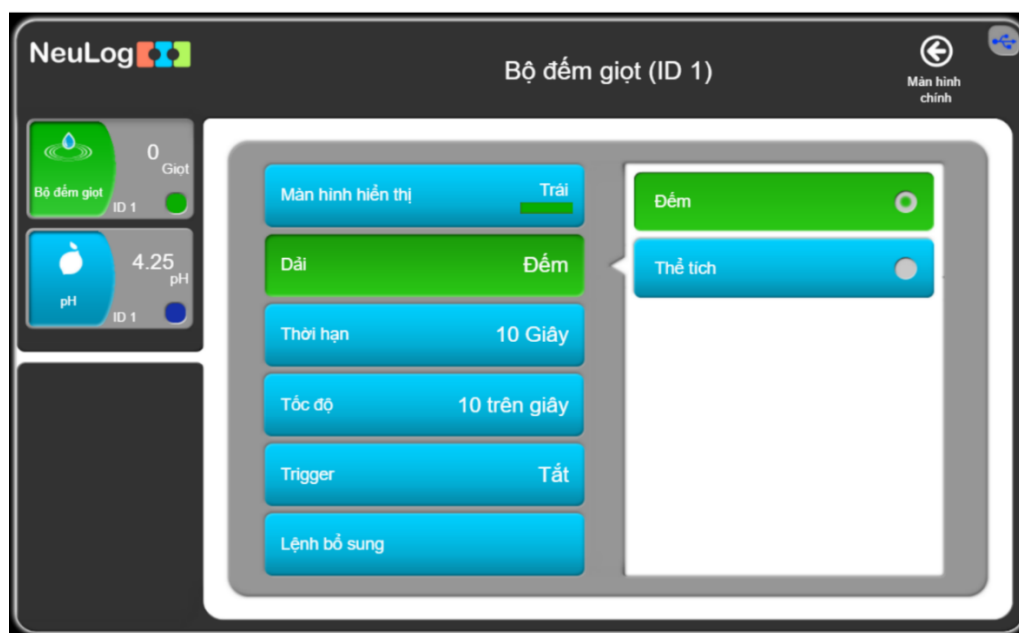 NeuLog
Bộ đếm giọt (ID 1)
Màn hình
chính
0
Giọt
Bộ đếm giọt
ID 1
4.25
pH
pH
ID 1
Màn hình hiển thị Trái
Dải Đếm
Thời hạn 10 Giây
Tốc độ 10 trên giây
Trigger Tắt
Lệnh bổ sung
Đếm
Thể tích